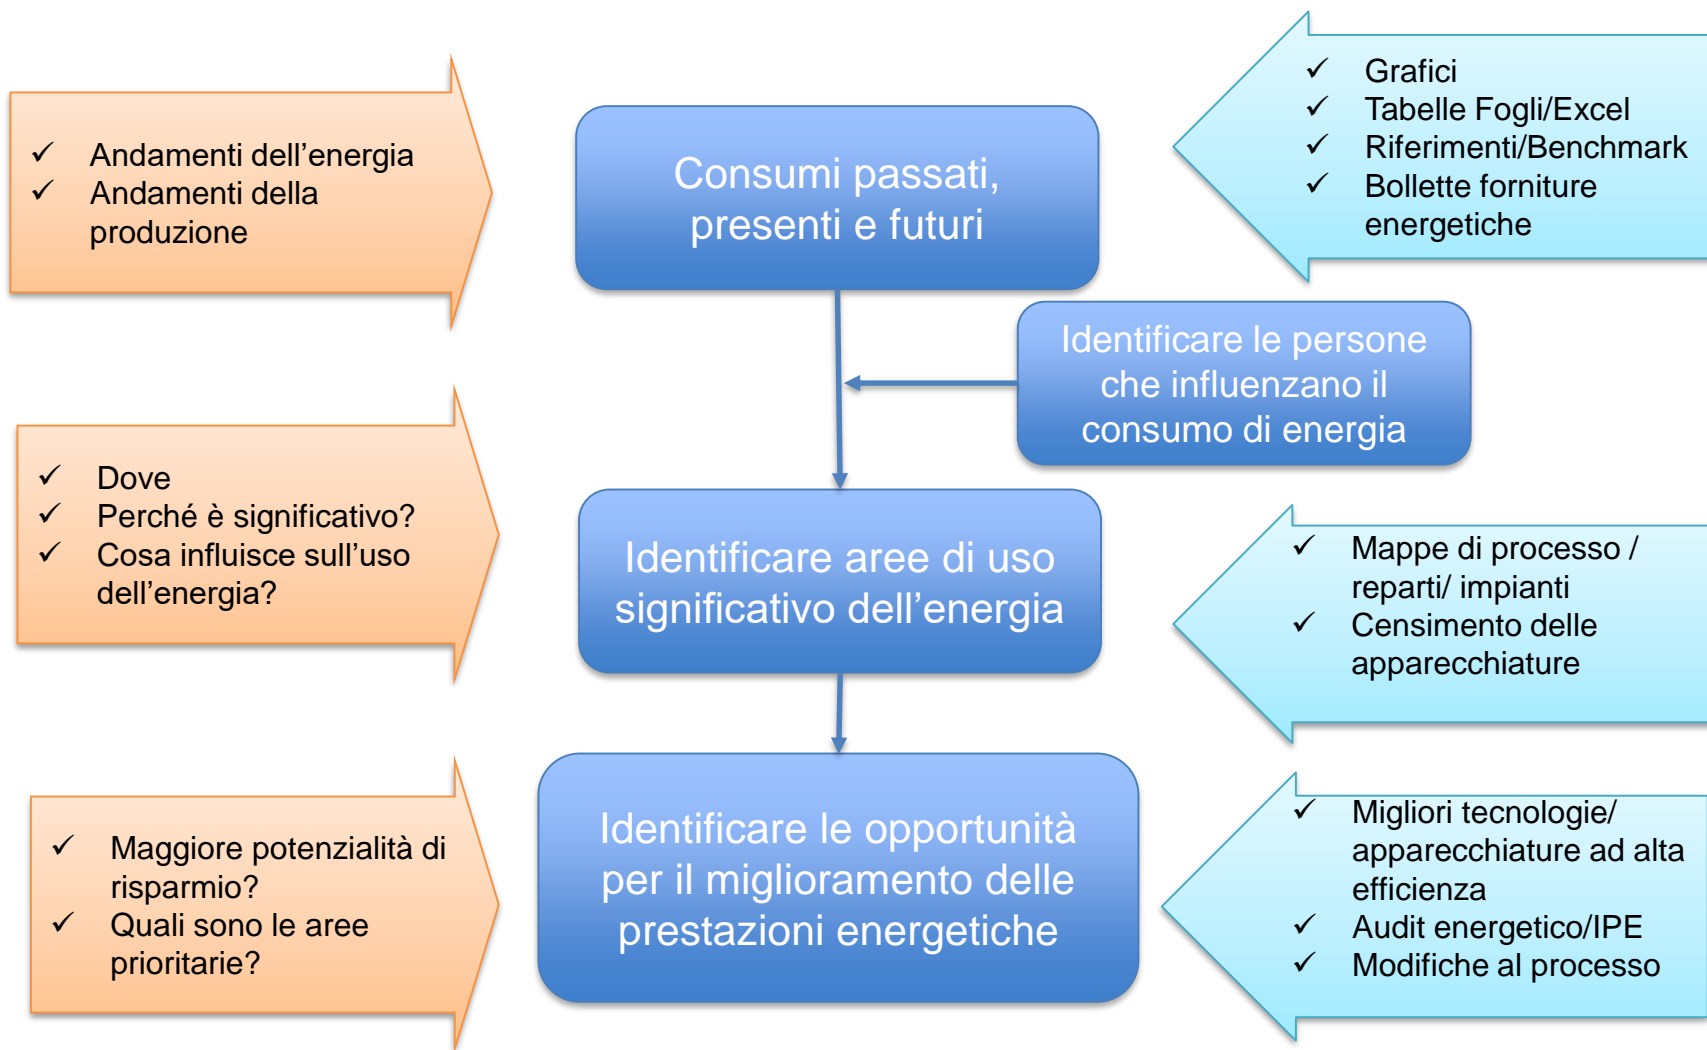 ✓ Andamenti dell’energia
✓ Andamenti della
produzione
Consumi passati,
presenti e futuri
✓ Grafici
✓ Tabelle Fogli/Excel
✓ Riferimenti/Benchmark
✓ Bollette forniture
energetiche
Identificare le persone
che influenzano il
consumo di energia
✓ Dove
✓ Perché è significativo?
✓ Cosa influisce sull’uso
dell’energia?
Identificare aree di uso
significativo dell’energia
✓ Mappe di processo /
reparti/ impianti
✓ Censimento delle
apparecchiature
✓ Maggiore potenzialità di
risparmio?
✓ Quali sono le aree
prioritarie?
Identificare le opportunità
per il miglioramento delle
prestazioni energetiche
✓ Migliori tecnologie/
apparecchiature ad alta
efficienza
✓ Audit energetico/IPE
✓ Modifiche al processo